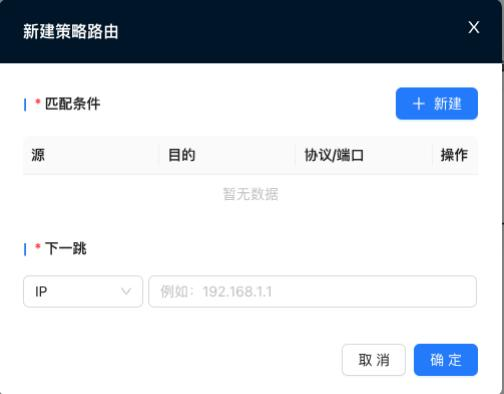 新建策略路由 X
* 匹配条件 + 新建
源 目的 协议/端口 操作
暂无数据
* 下一跳
IP 例如：192.168.1.1
取 消 确 定